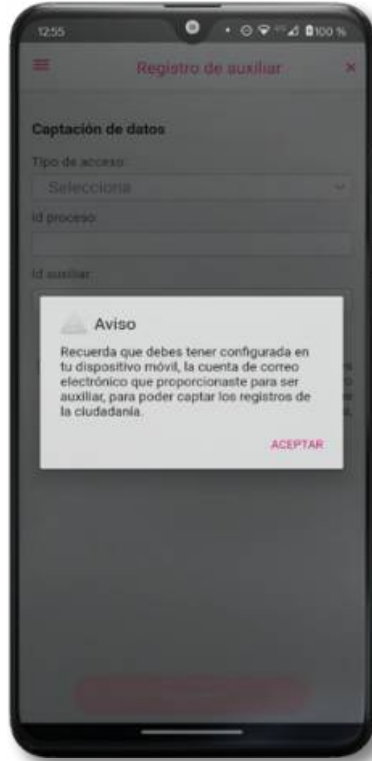 12:55
100 %
Registro de auxiliar ×
Captación de datos
Tipo de acceso:
Selecciona
Id proceso:
Id auxiliar:
Aviso
Recuerda que debes tener configurada en
tu dispositivo móvil, la cuenta de correo
electrónico que proporcionaste para ser
auxiliar, para poder captar los registros de
la ciudadanía.
ACEPTAR